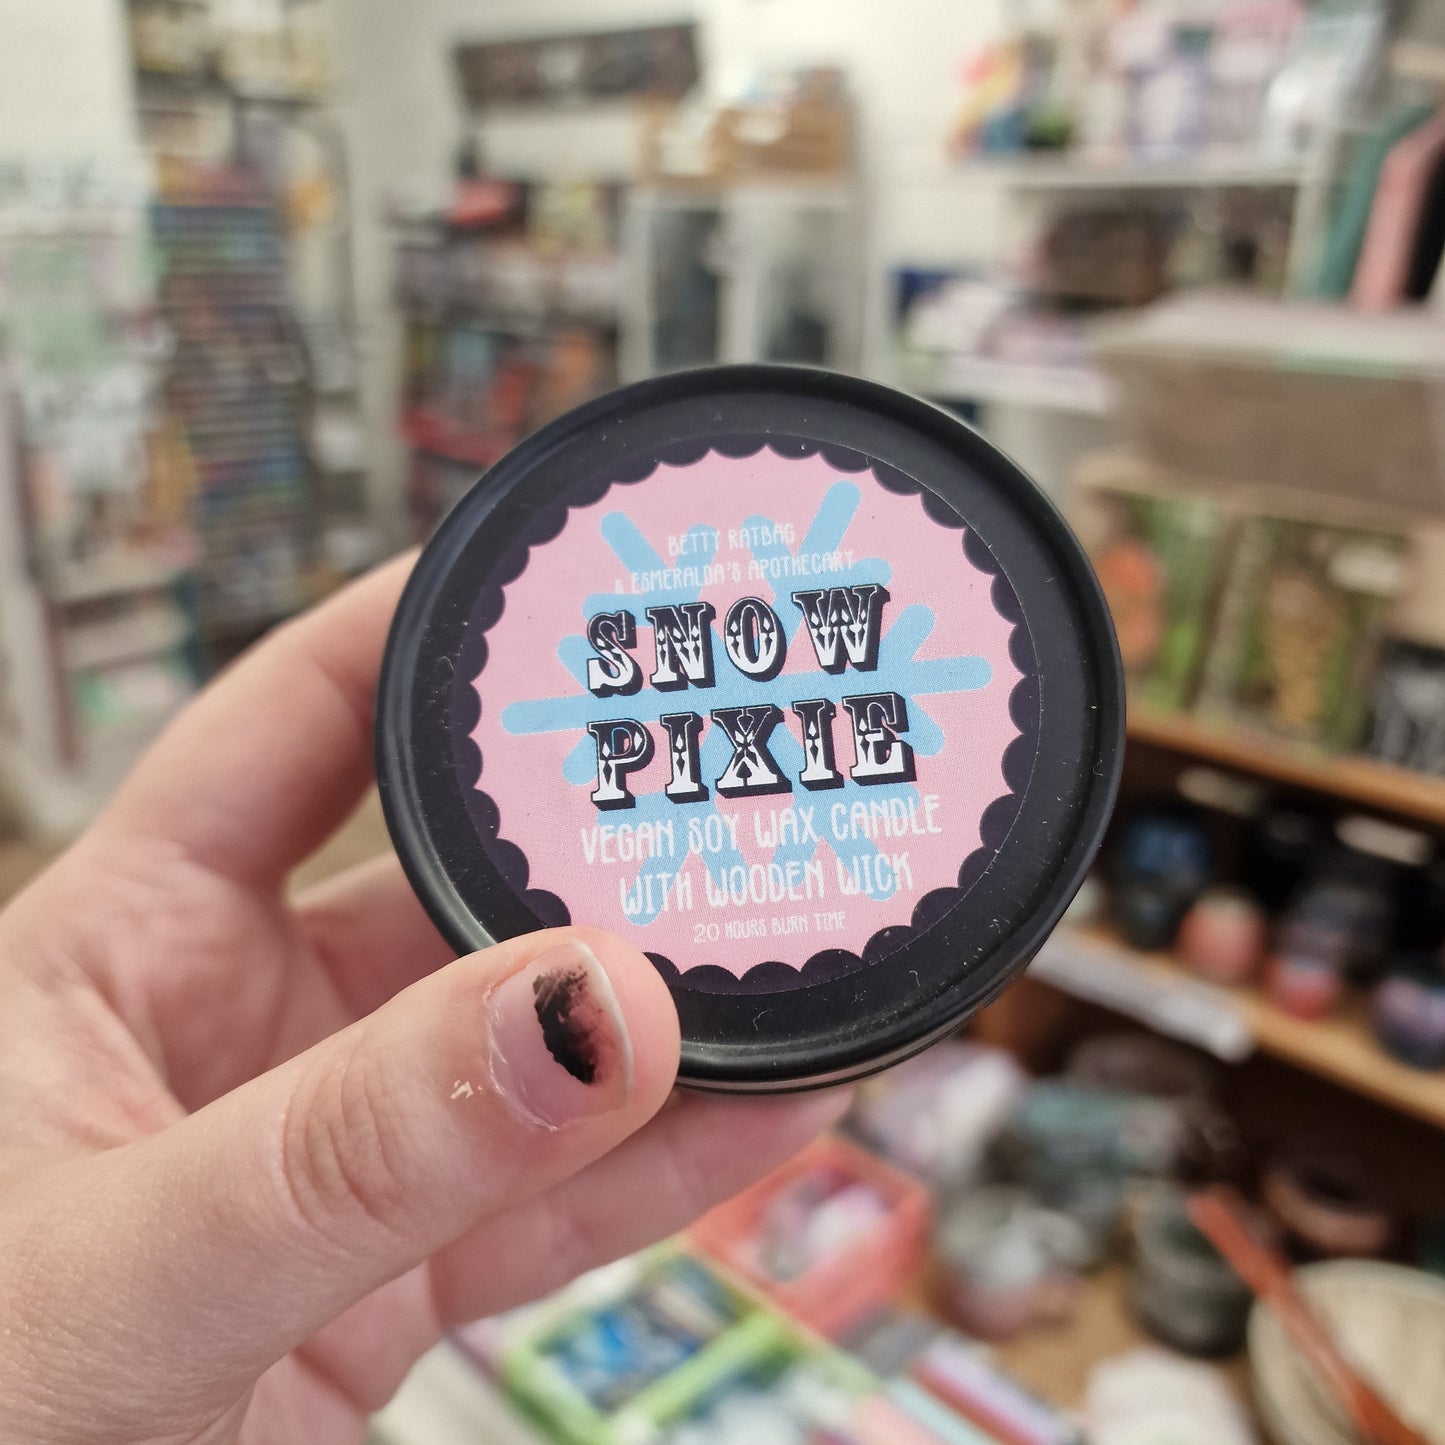 BETTY RATBAG
& ESMERALDA'S APOTHECARY
SNOW
PIXIE
VEGAN SOY WAX CANDLE
WITH WOODEN WICK
20 HOURS BURN TIME